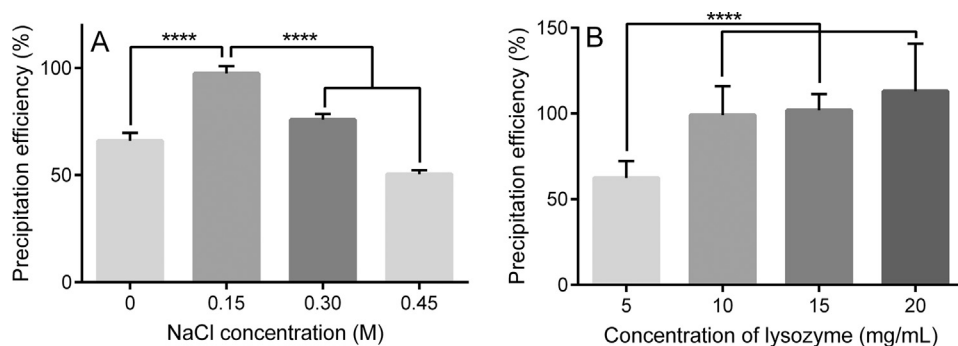 A
****
****
Precipitation efficiency (%)
100
50
0
0 0.15 0.30 0.45
NaCl concentration (M)
B
****
Precipitation efficiency (%)
150
100
50
0
5 10 15 20
Concentration of lysozyme (mg/mL)